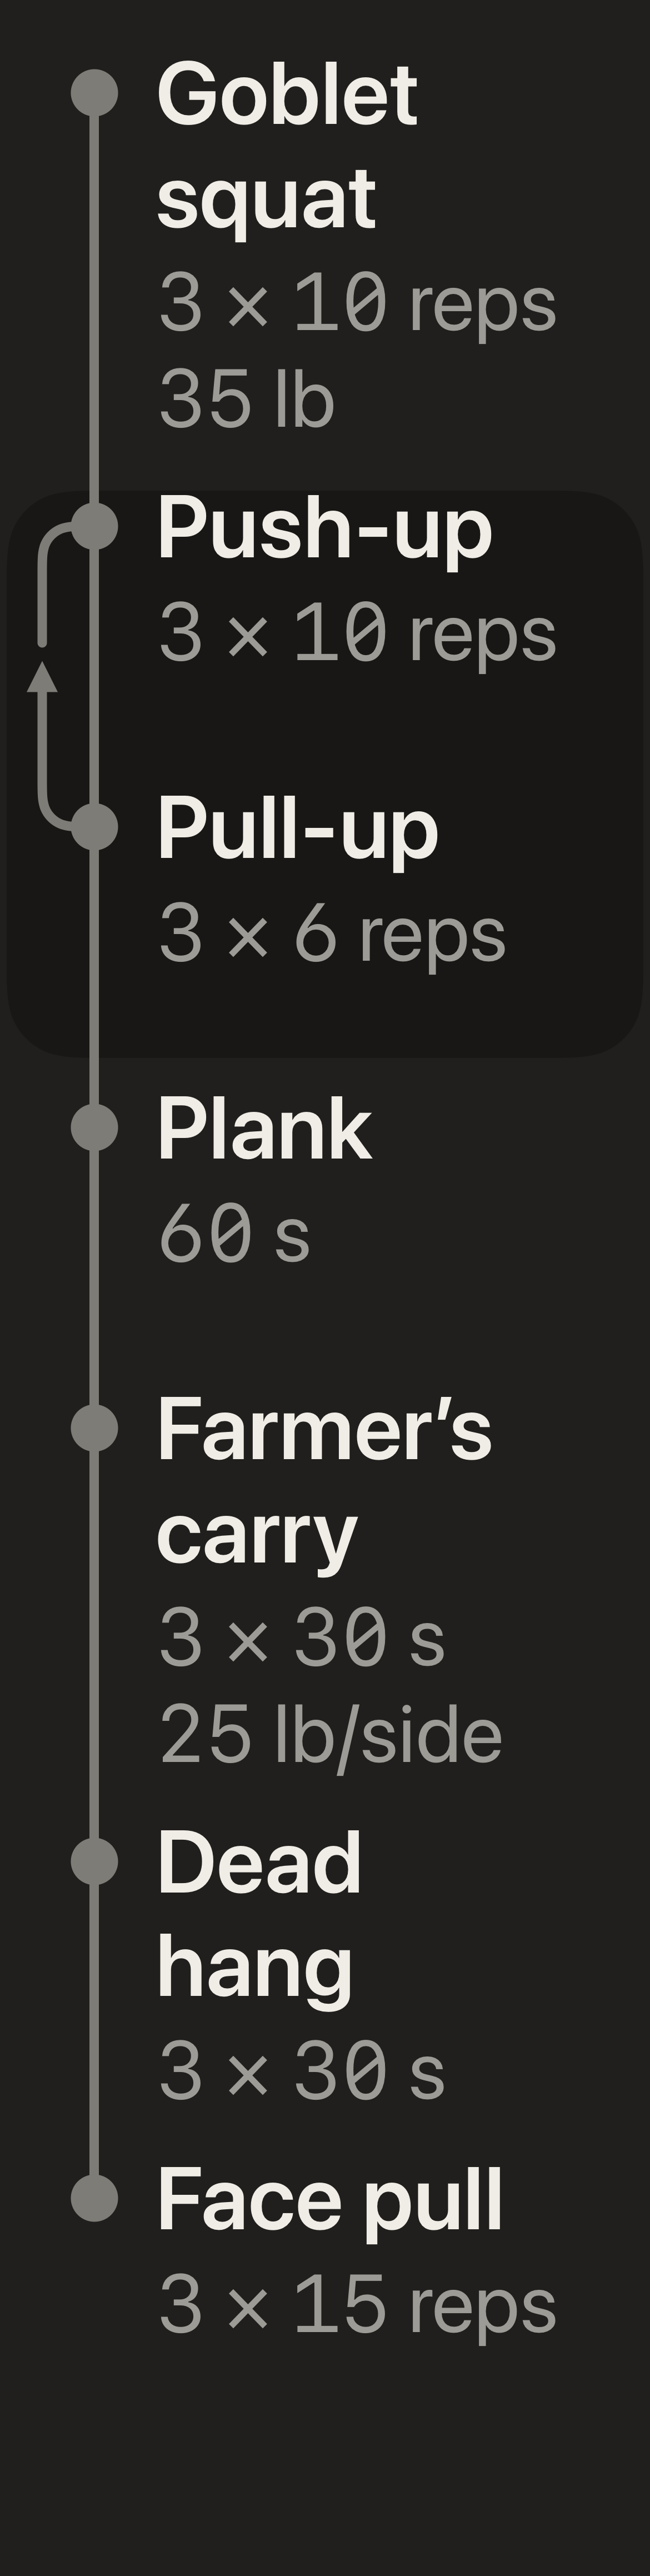 Goblet
squat
3 × 10 reps
35 lb
Push-up
3 × 10 reps
Pull-up
3 × 6 reps
Plank
60 s
Farmer’s
carry
3 × 30 s
25 lb/side
Dead
hang
3 × 30 s
Face pull
3 × 15 reps